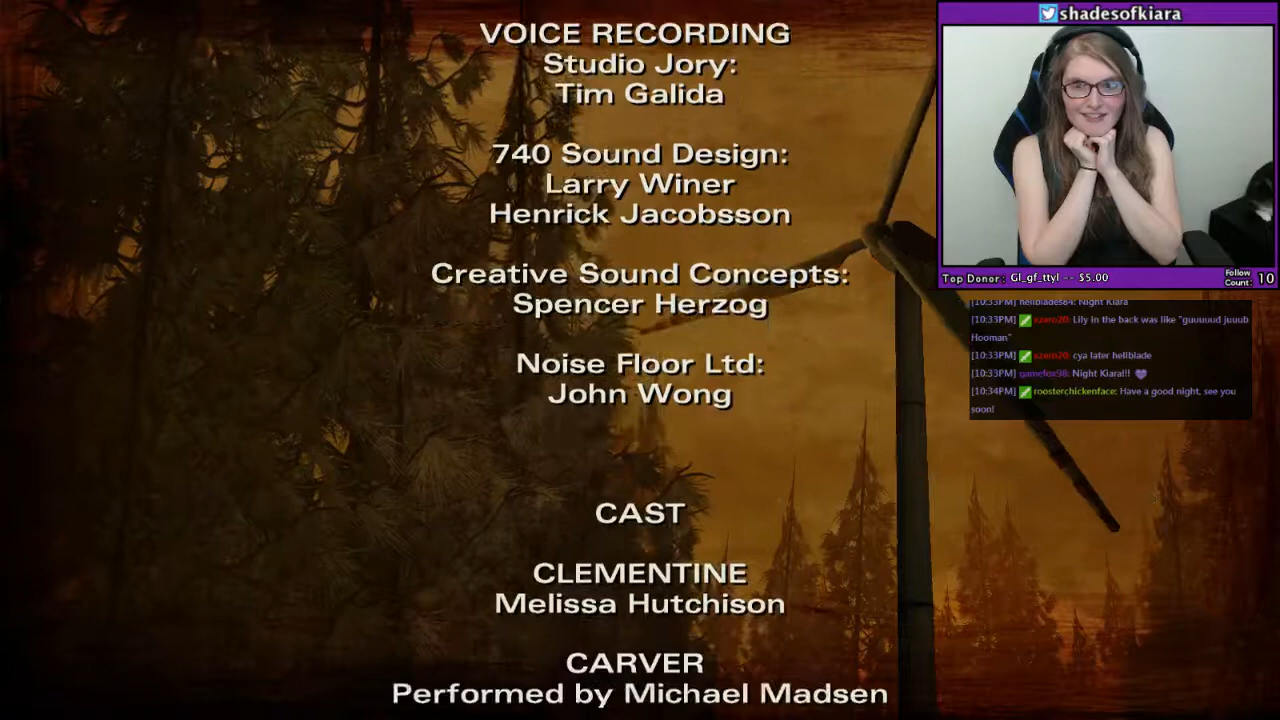 VOICE RECORDING
Studio Jory:
Tim Galida
740 Sound Design:
Larry Winer
Henrick Jacobsson
Creative Sound Concepts:
Spencer Herzog
Noise Floor Ltd:
John Wong
CAST
CLEMENTINE
Melissa Hutchison
CARVER
Performed by Michael Madsen
shadesofkiara
Top Donor: Gl_gf_ttyl -- $5.00
Follow
Count: 10
[10:33PM] hellblades84: Night Kiara
[10:33PM] xzero20: Lily in the back was like "guuuuud juuub
Hooman"
[10:33PM] xzero20: cya later hellblade
[10:33PM] gamefox98: Night Kiara!!!
[10:34PM] roosterchickenface: Have a good night, see you
soon!